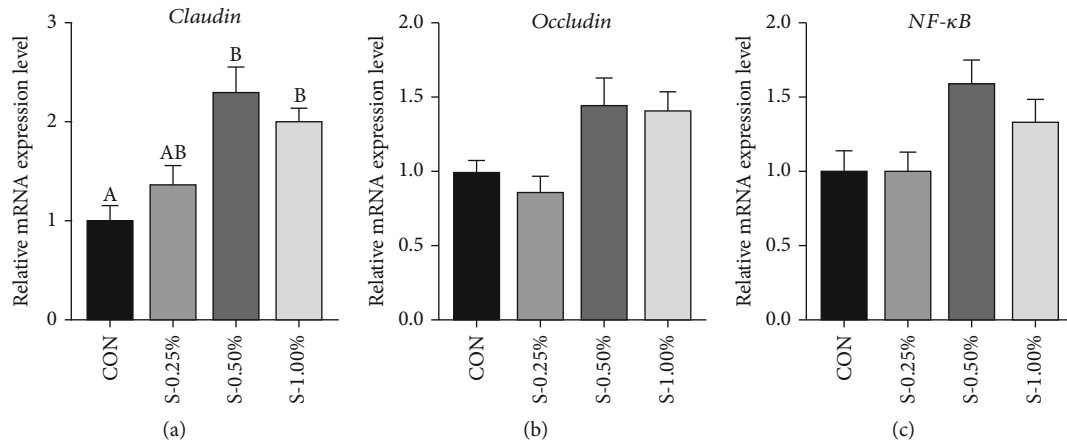 Claudin
Relative mRNA expression level
3
2
1
0
A
AB
B
B
CON
S-0.25%
S-0.50%
S-1.00%
(a)
Occludin
Relative mRNA expression level
2.0
1.5
1.0
0.5
0.0
CON
S-0.25%
S-0.50%
S-1.00%
(b)
NF-κB
Relative mRNA expression level
2.0
1.5
1.0
0.5
0.0
CON
S-0.25%
S-0.50%
S-1.00%
(c)